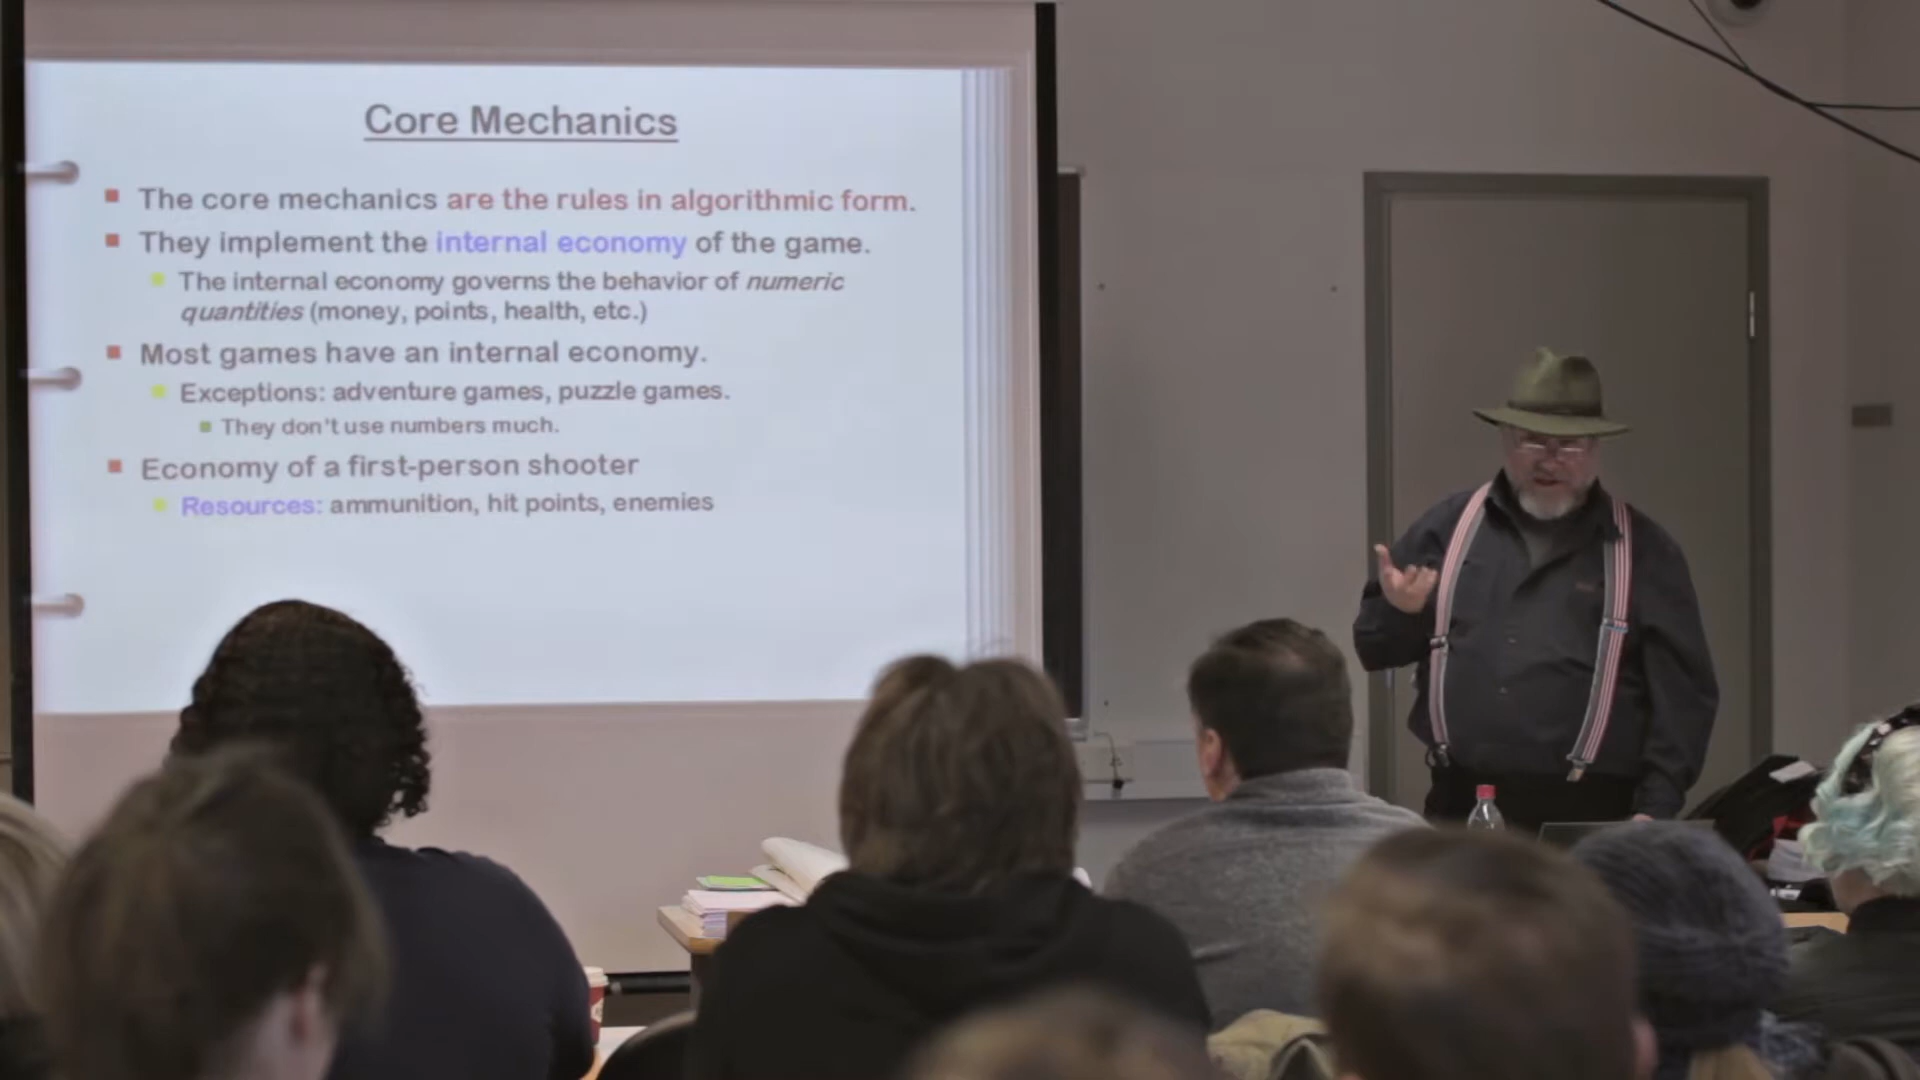 Core Mechanics
The core mechanics are the rules in algorithmic form.
They implement the internal economy of the game.
The internal economy governs the behavior of numeric
quantities (money, points, health, etc.)
Most games have an internal economy.
Exceptions: adventure games, puzzle games.
They don't use numbers much.
Economy of a first-person shooter
Resources: ammunition, hit points, enemies